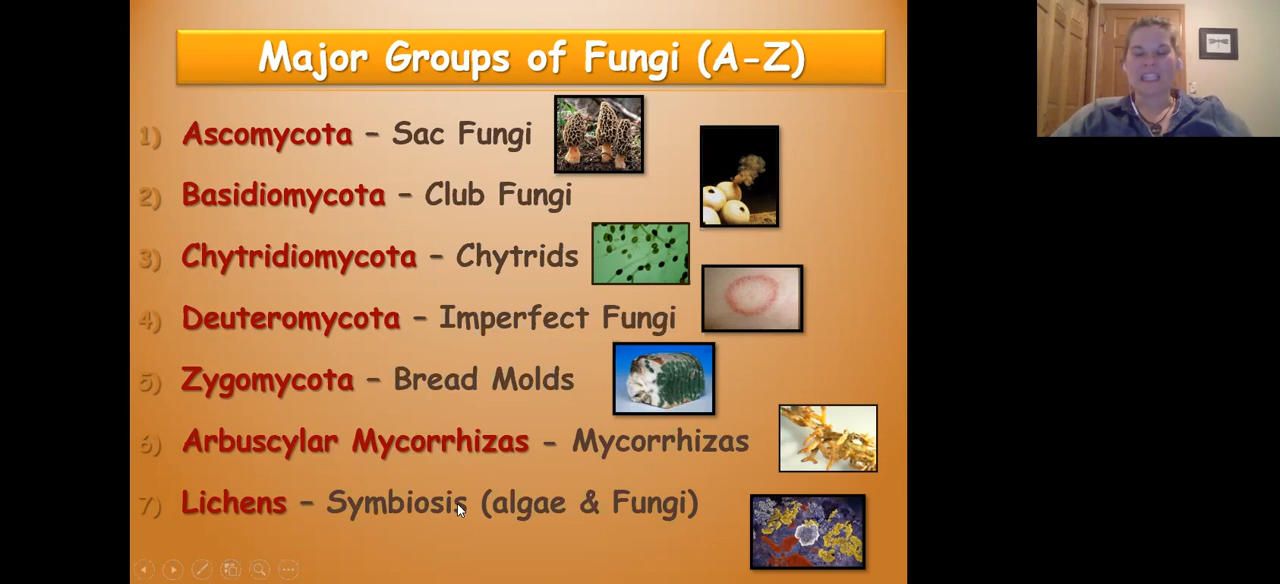 Major Groups of Fungi (A-Z)
1) Ascomycota – Sac Fungi
2) Basidiomycota – Club Fungi
3) Chytridiomycota – Chytrids
4) Deuteromycota – Imperfect Fungi
5) Zygomycota – Bread Molds
6) Arbuscylar Mycorrhizas – Mycorrhizas
7) Lichens – Symbiosis (algae & Fungi)